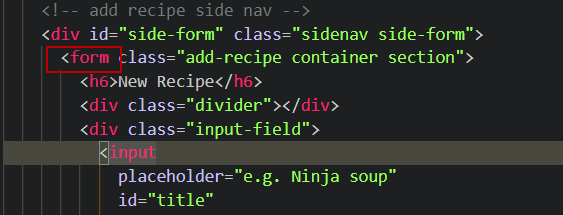 <!-- add recipe side nav -->
<div id="side-form" class="sidenav side-form">
<form class="add-recipe container section">
<h6>New Recipe</h6>
<div class="divider"></div>
<div class="input-field">
<input
placeholder="e.g. Ninja soup"
id="title"